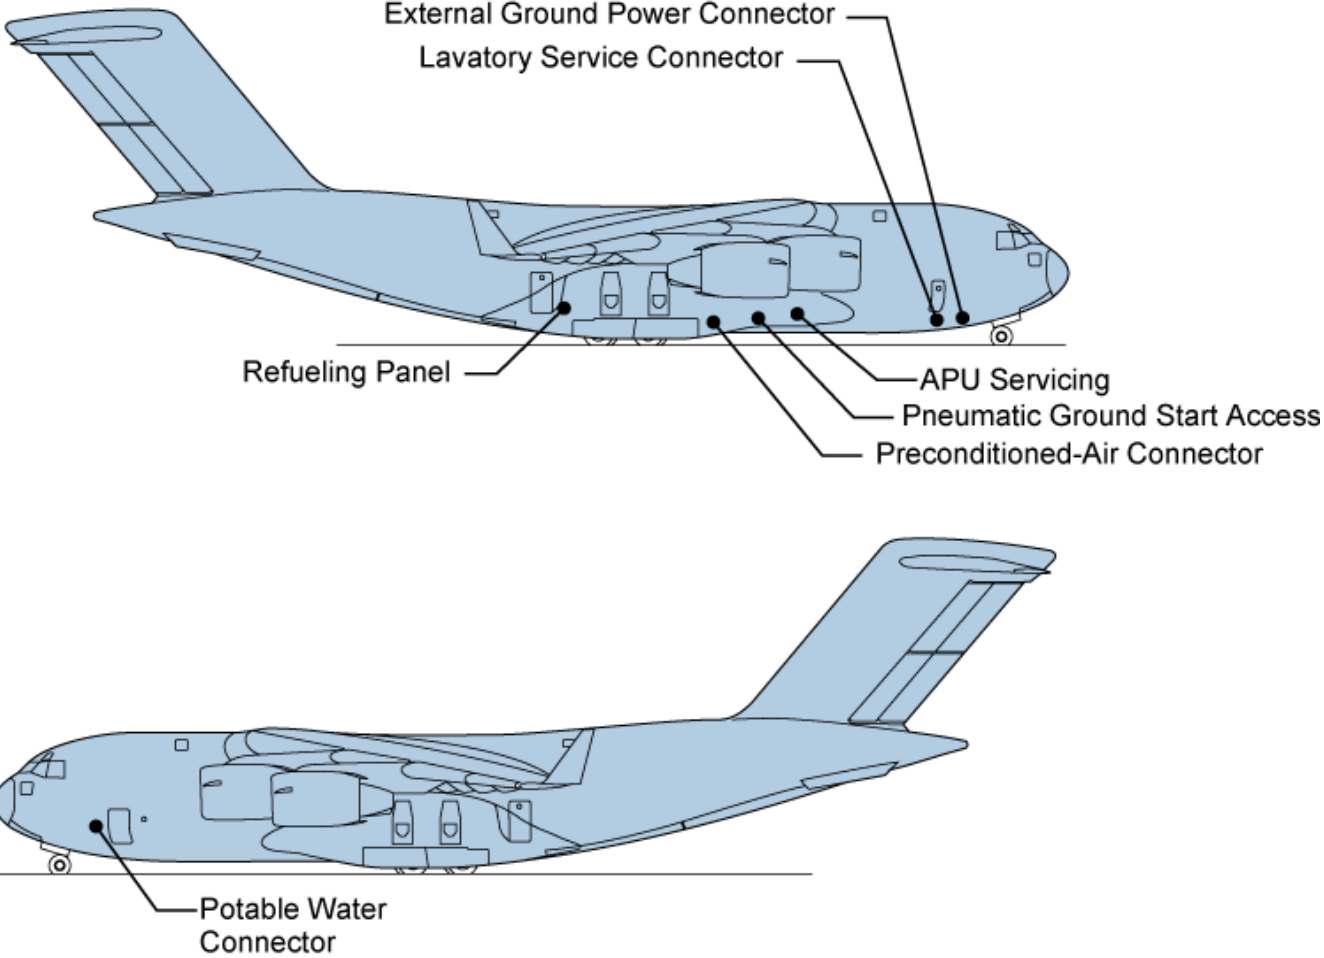 External Ground Power Connector
Lavatory Service Connector
Refueling Panel
APU Servicing
Pneumatic Ground Start Access
Preconditioned-Air Connector
Potable Water
Connector